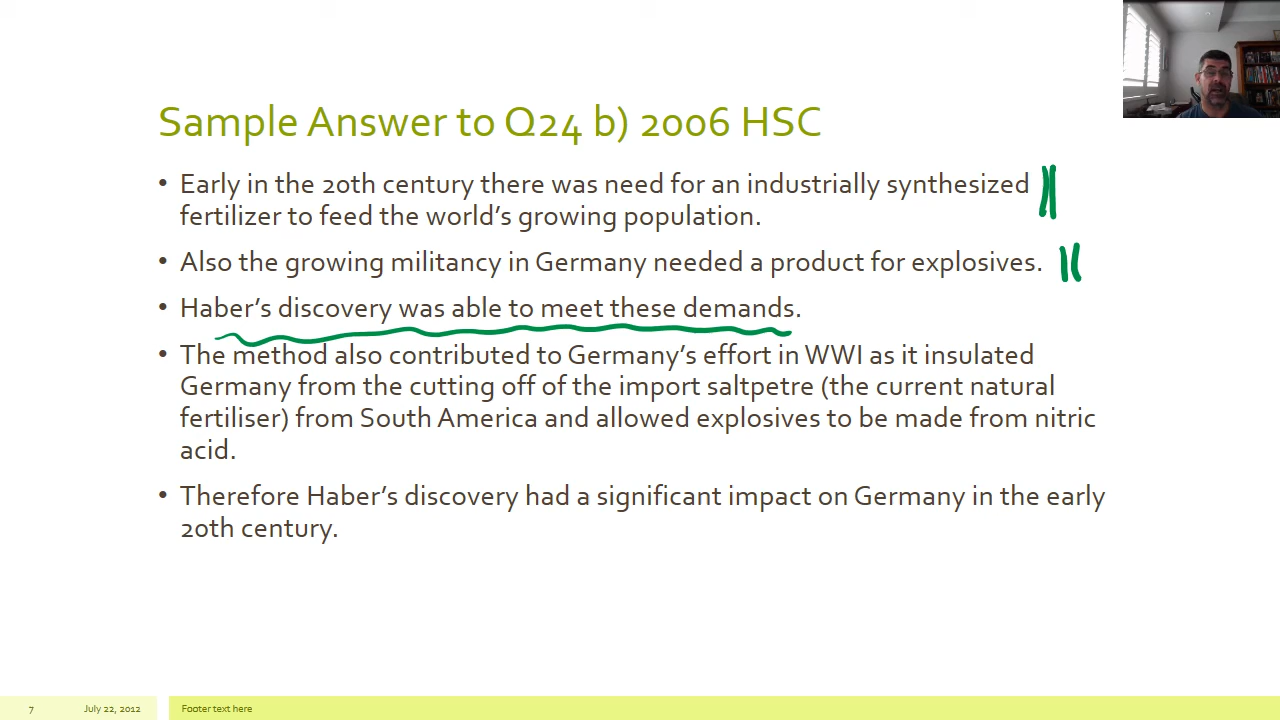 Sample Answer to Q24 b) 2006 HSC
• Early in the 20th century there was need for an industrially synthesized
fertilizer to feed the world’s growing population.
• Also the growing militancy in Germany needed a product for explosives.
• Haber’s discovery was able to meet these demands.
• The method also contributed to Germany’s effort in WWI as it insulated
Germany from the cutting off of the import saltpetre (the current natural
fertiliser) from South America and allowed explosives to be made from nitric
acid.
• Therefore Haber’s discovery had a significant impact on Germany in the early
20th century.
7 July 22, 2012 Footer text here